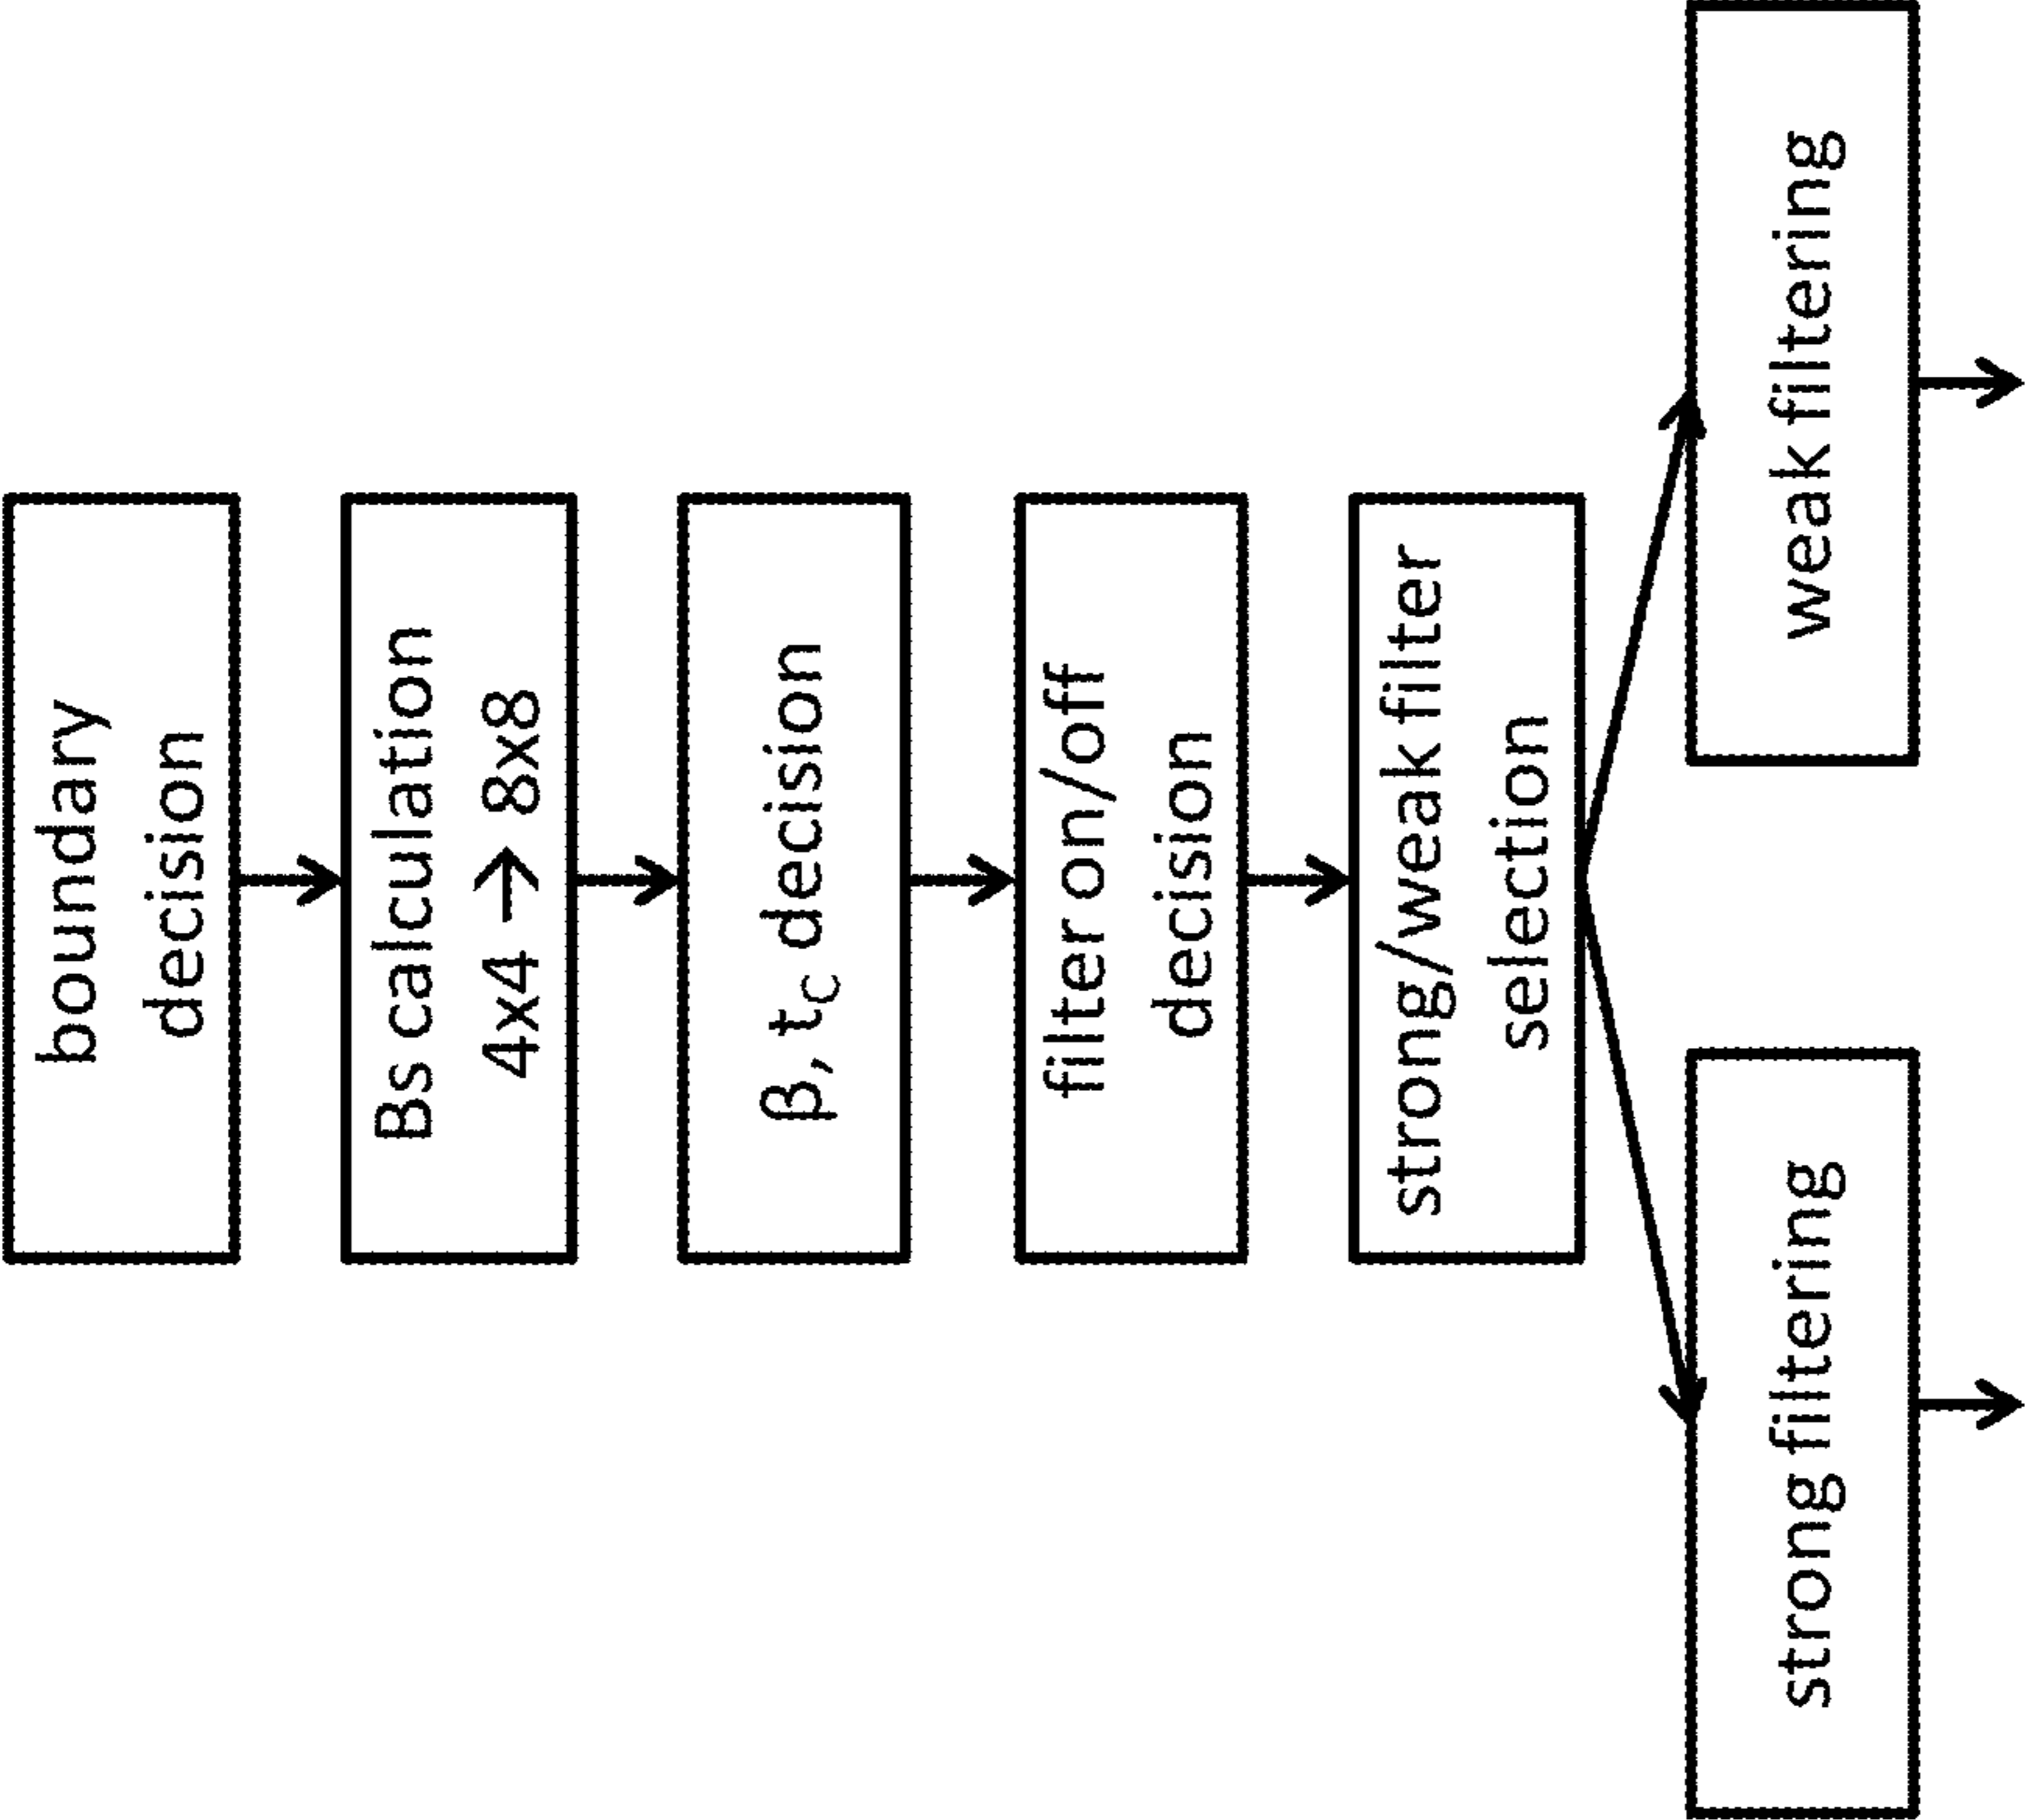 boundary
decision
Bs calculation
4x4 → 8x8
β, tC decision
filter on/off
decision
strong/weak filter
selection
strong filtering
weak filtering